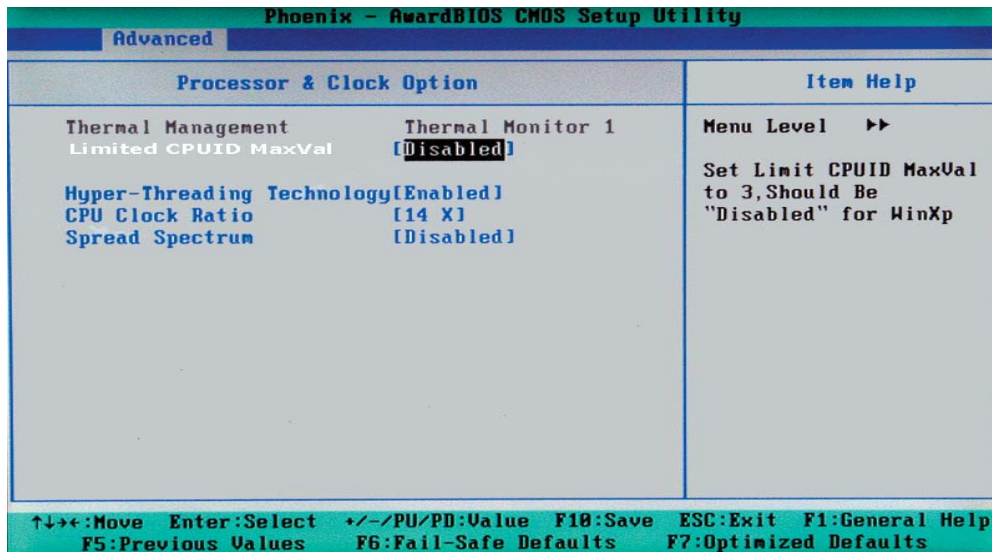 Phoenix - AwardBIOS CMOS Setup Utility
Advanced
Processor & Clock Option
Item Help
Thermal Management Thermal Monitor 1
Limited CPUID MaxVal [Disabled]
Hyper-Threading Technology[Enabled]
CPU Clock Ratio [14 X]
Spread Spectrum [Disabled]
Menu Level ▶▶
Set Limit CPUID MaxVal
to 3,Should Be
"Disabled" for WinXp
↑↓→←:Move Enter:Select +/-/PU/PD:Value F10:Save ESC:Exit F1:General Help
F5:Previous Values F6:Fail-Safe Defaults F7:Optimized Defaults